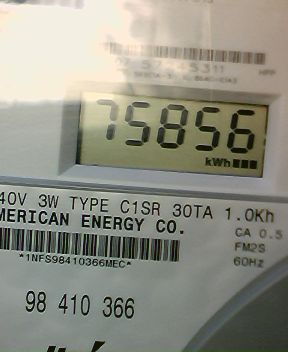 75856
kWh
40V 3W TYPE C1SR 30TA 1.0Kh
MERICAN ENERGY CO.
CA 0.5
FM2S
60Hz
*1NFS98410366MEC*
98 410 366